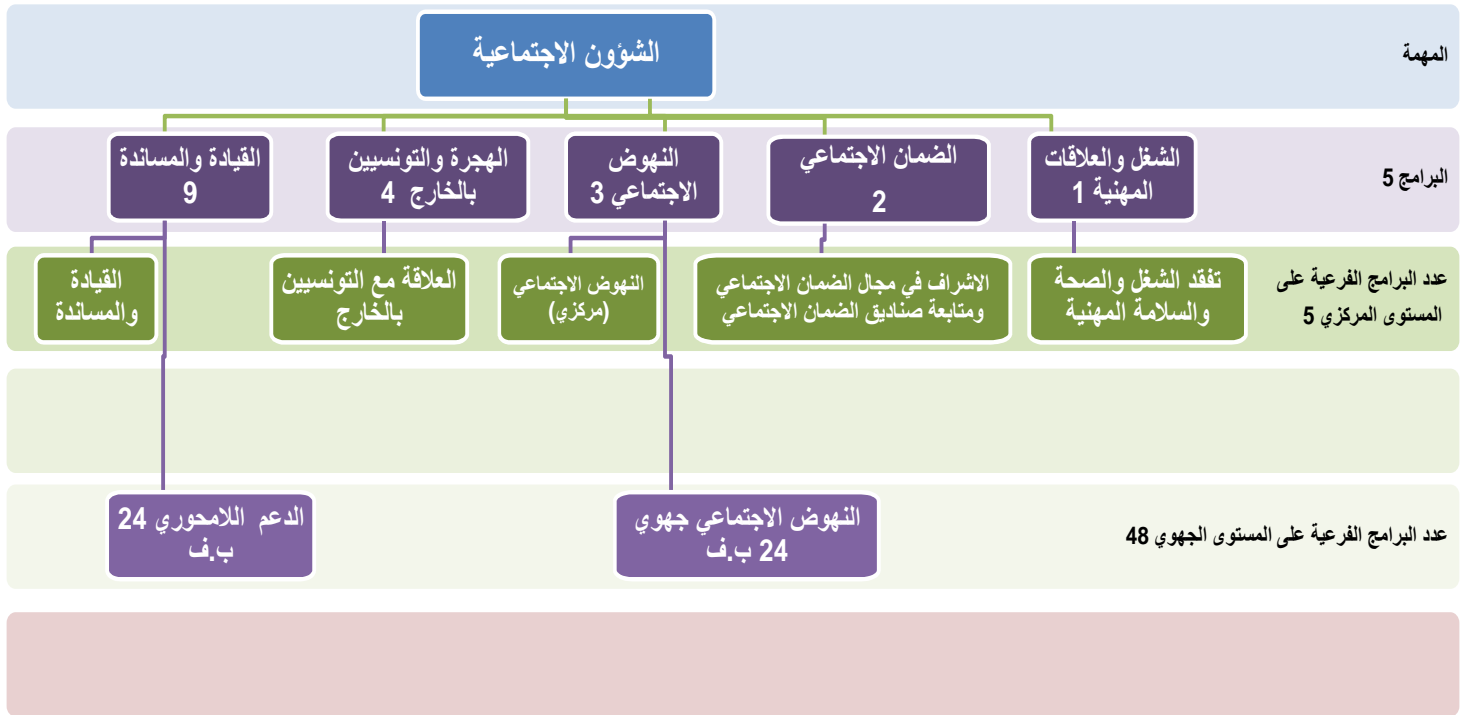 المهمة
الشؤون الاجتماعية
البرامج 5
الشغل والعلاقات
المهنية 1
الضمان الاجتماعي
2
النهوض
الاجتماعي 3
الهجرة والتونسيين
بالخارج 4
القيادة والمساندة
9
عدد البرامج الفرعية على
المستوى المركزي 5
تفقد الشغل والصحة
والسلامة المهنية
الاشراف في مجال الضمان الاجتماعي
ومتابعة صناديق الضمان الاجتماعي
النهوض الاجتماعي
(مركزي)
العلاقة مع التونسيين
بالخارج
القيادة
والمساندة
عدد البرامج الفرعية على المستوى الجهوي 48
النهوض الاجتماعي جهوي
24 ب.ف
الدعم اللامحوري 24
ب.ف